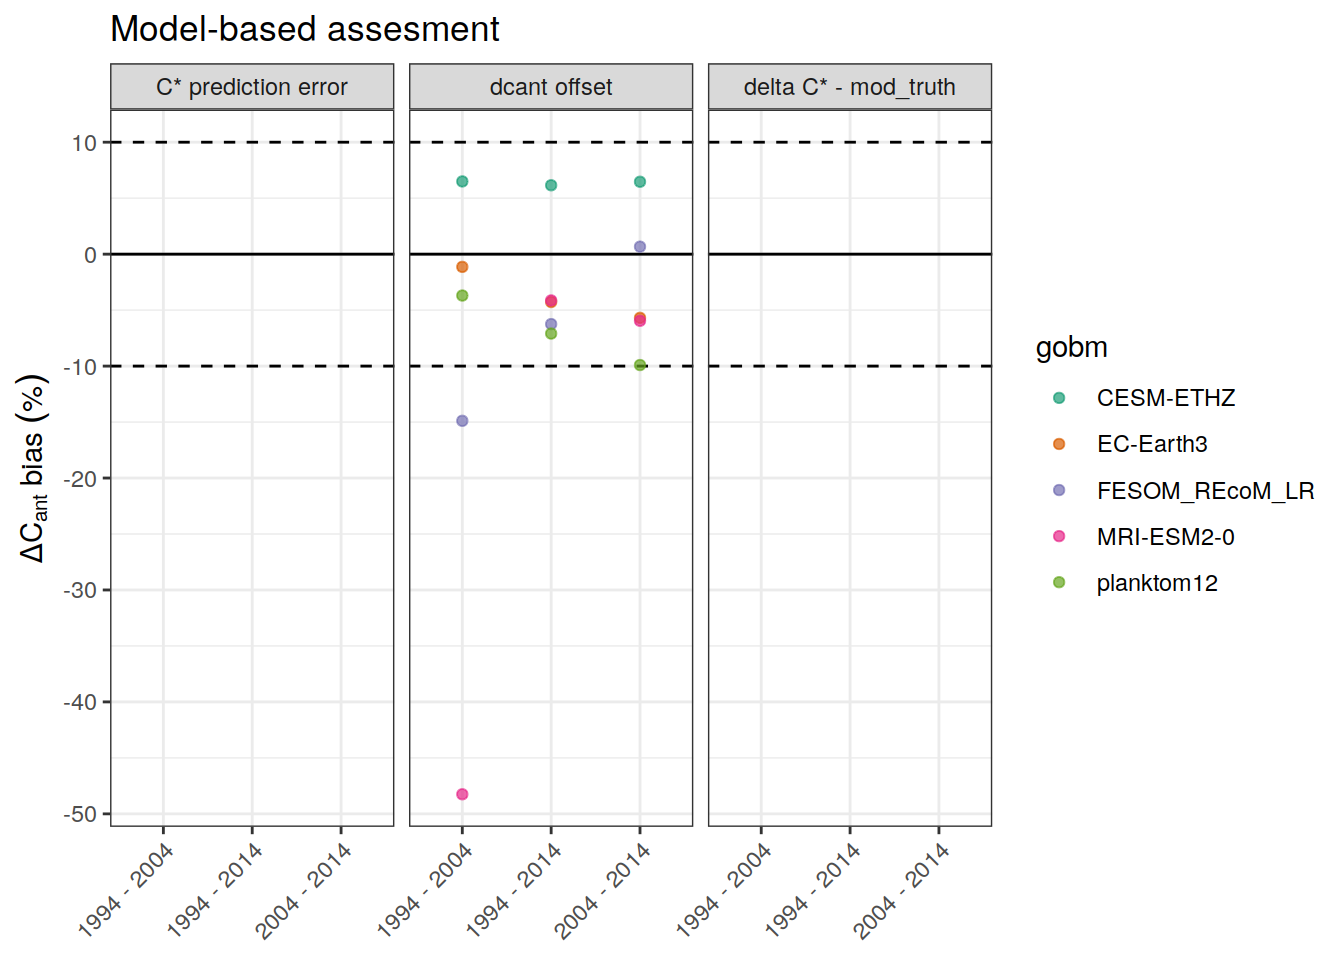 Model-based assesment
C* prediction error
dcant offset
delta C* - mod_truth
ΔCant bias (%)
10
0
-10
-20
-30
-40
-50
1994 - 2004
1994 - 2014
2004 - 2014
1994 - 2004
1994 - 2014
2004 - 2014
1994 - 2004
1994 - 2014
2004 - 2014
gobm
CESM-ETHZ
EC-Earth3
FESOM_REcoM_LR
MRI-ESM2-0
planktom12